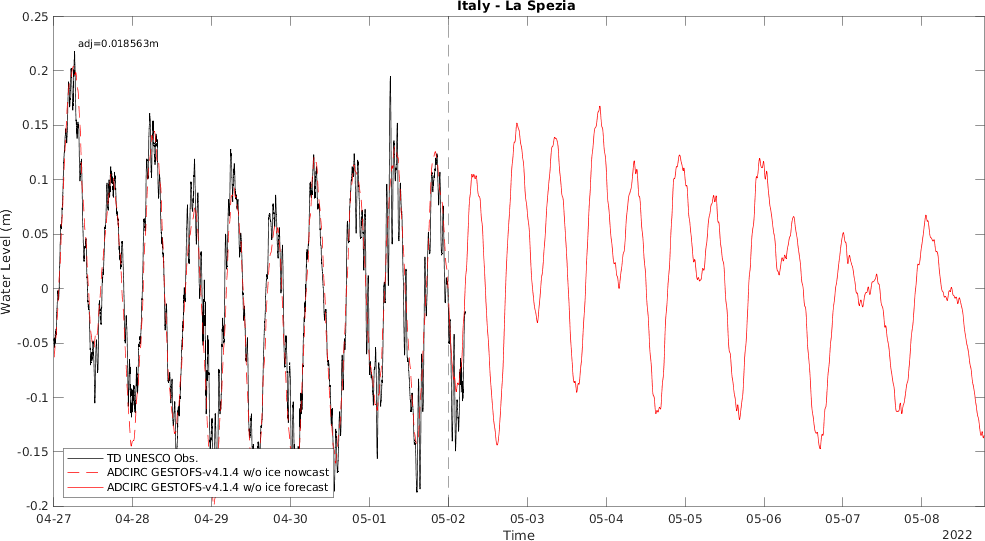 Italy - La Spezia
adj=0.018563m
0.25
0.2
0.15
0.1
0.05
0
-0.05
-0.1
-0.15
-0.2
Water Level (m)
TD UNESCO Obs.
ADCIRC GESTOFS-v4.1.4 w/o ice nowcast
ADCIRC GESTOFS-v4.1.4 w/o ice forecast
04-27 04-28 04-29 04-30 05-01 05-02 05-03 05-04 05-05 05-06 05-07 05-08
Time
2022